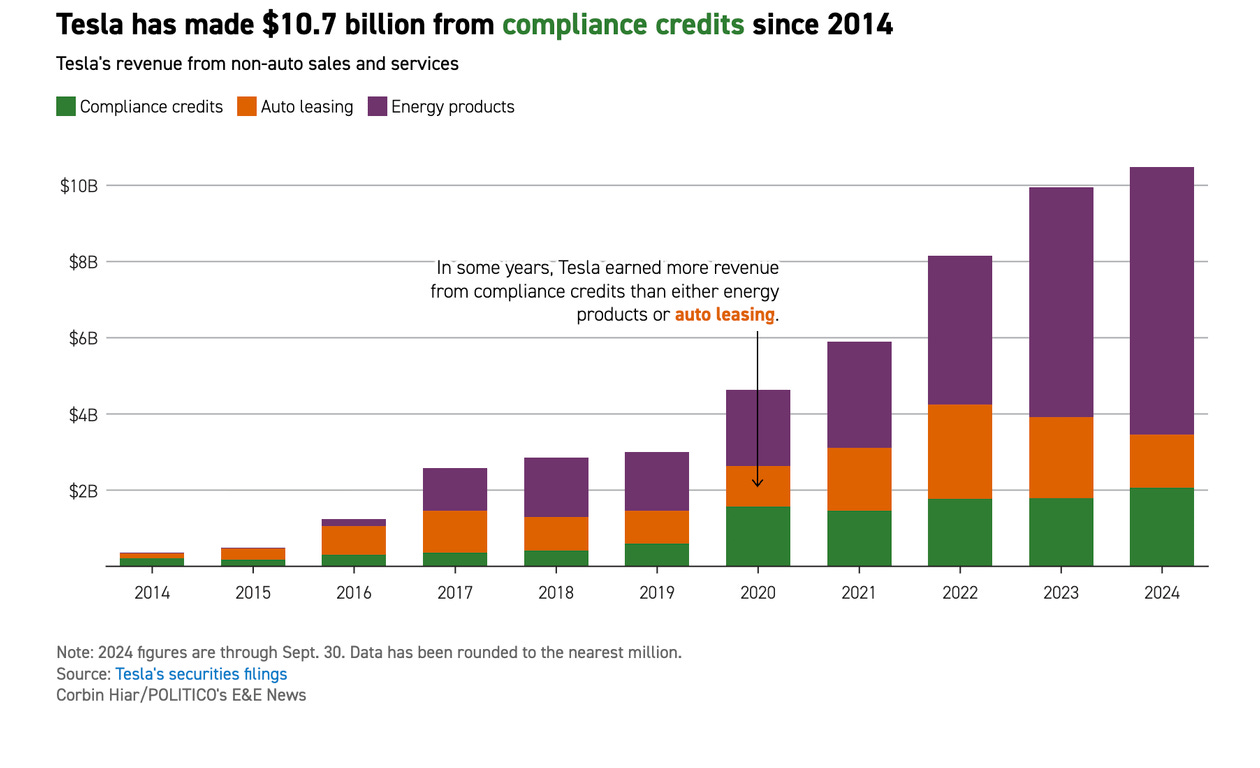 Tesla has made $10.7 billion from compliance credits since 2014
Tesla's revenue from non-auto sales and services
Compliance credits Auto leasing Energy products
$10B
$8B
In some years, Tesla earned more revenue
from compliance credits than either energy
products or auto leasing.
$6B
$4B
$2B
2014 2015 2016 2017 2018 2019 2020 2021 2022 2023 2024
Note: 2024 figures are through Sept. 30. Data has been rounded to the nearest million.
Source: Tesla's securities filings
Corbin Hiar/POLITICO's E&E News